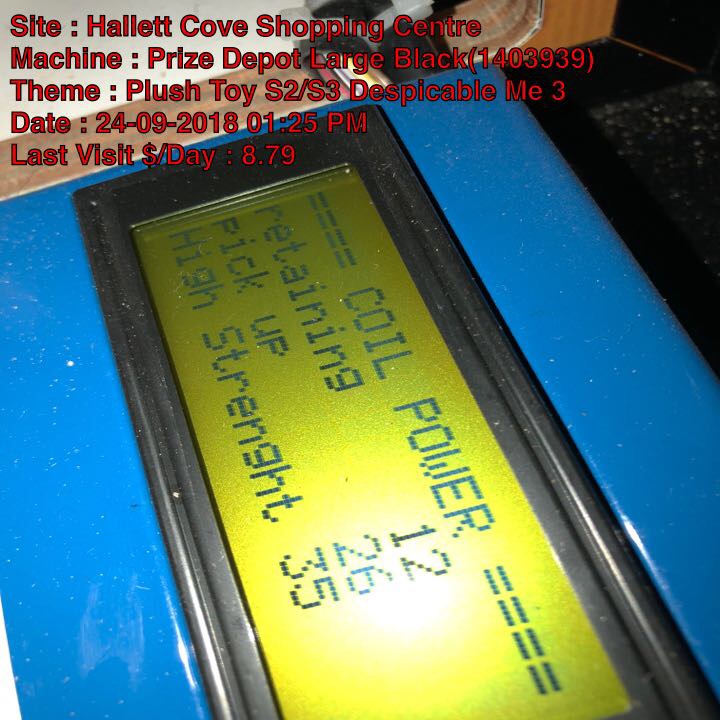 Site : Hallett Cove Shopping Centre
Machine : Prize Depot Large Black(1403939)
Theme : Plush Toy S2/S3 Despicable Me 3
Date : 24-09-2018 01:25 PM
Last Visit $/Day : 8.79
==== COIL POWER ====
retaining 12
Pick up 26
High Strenght 35